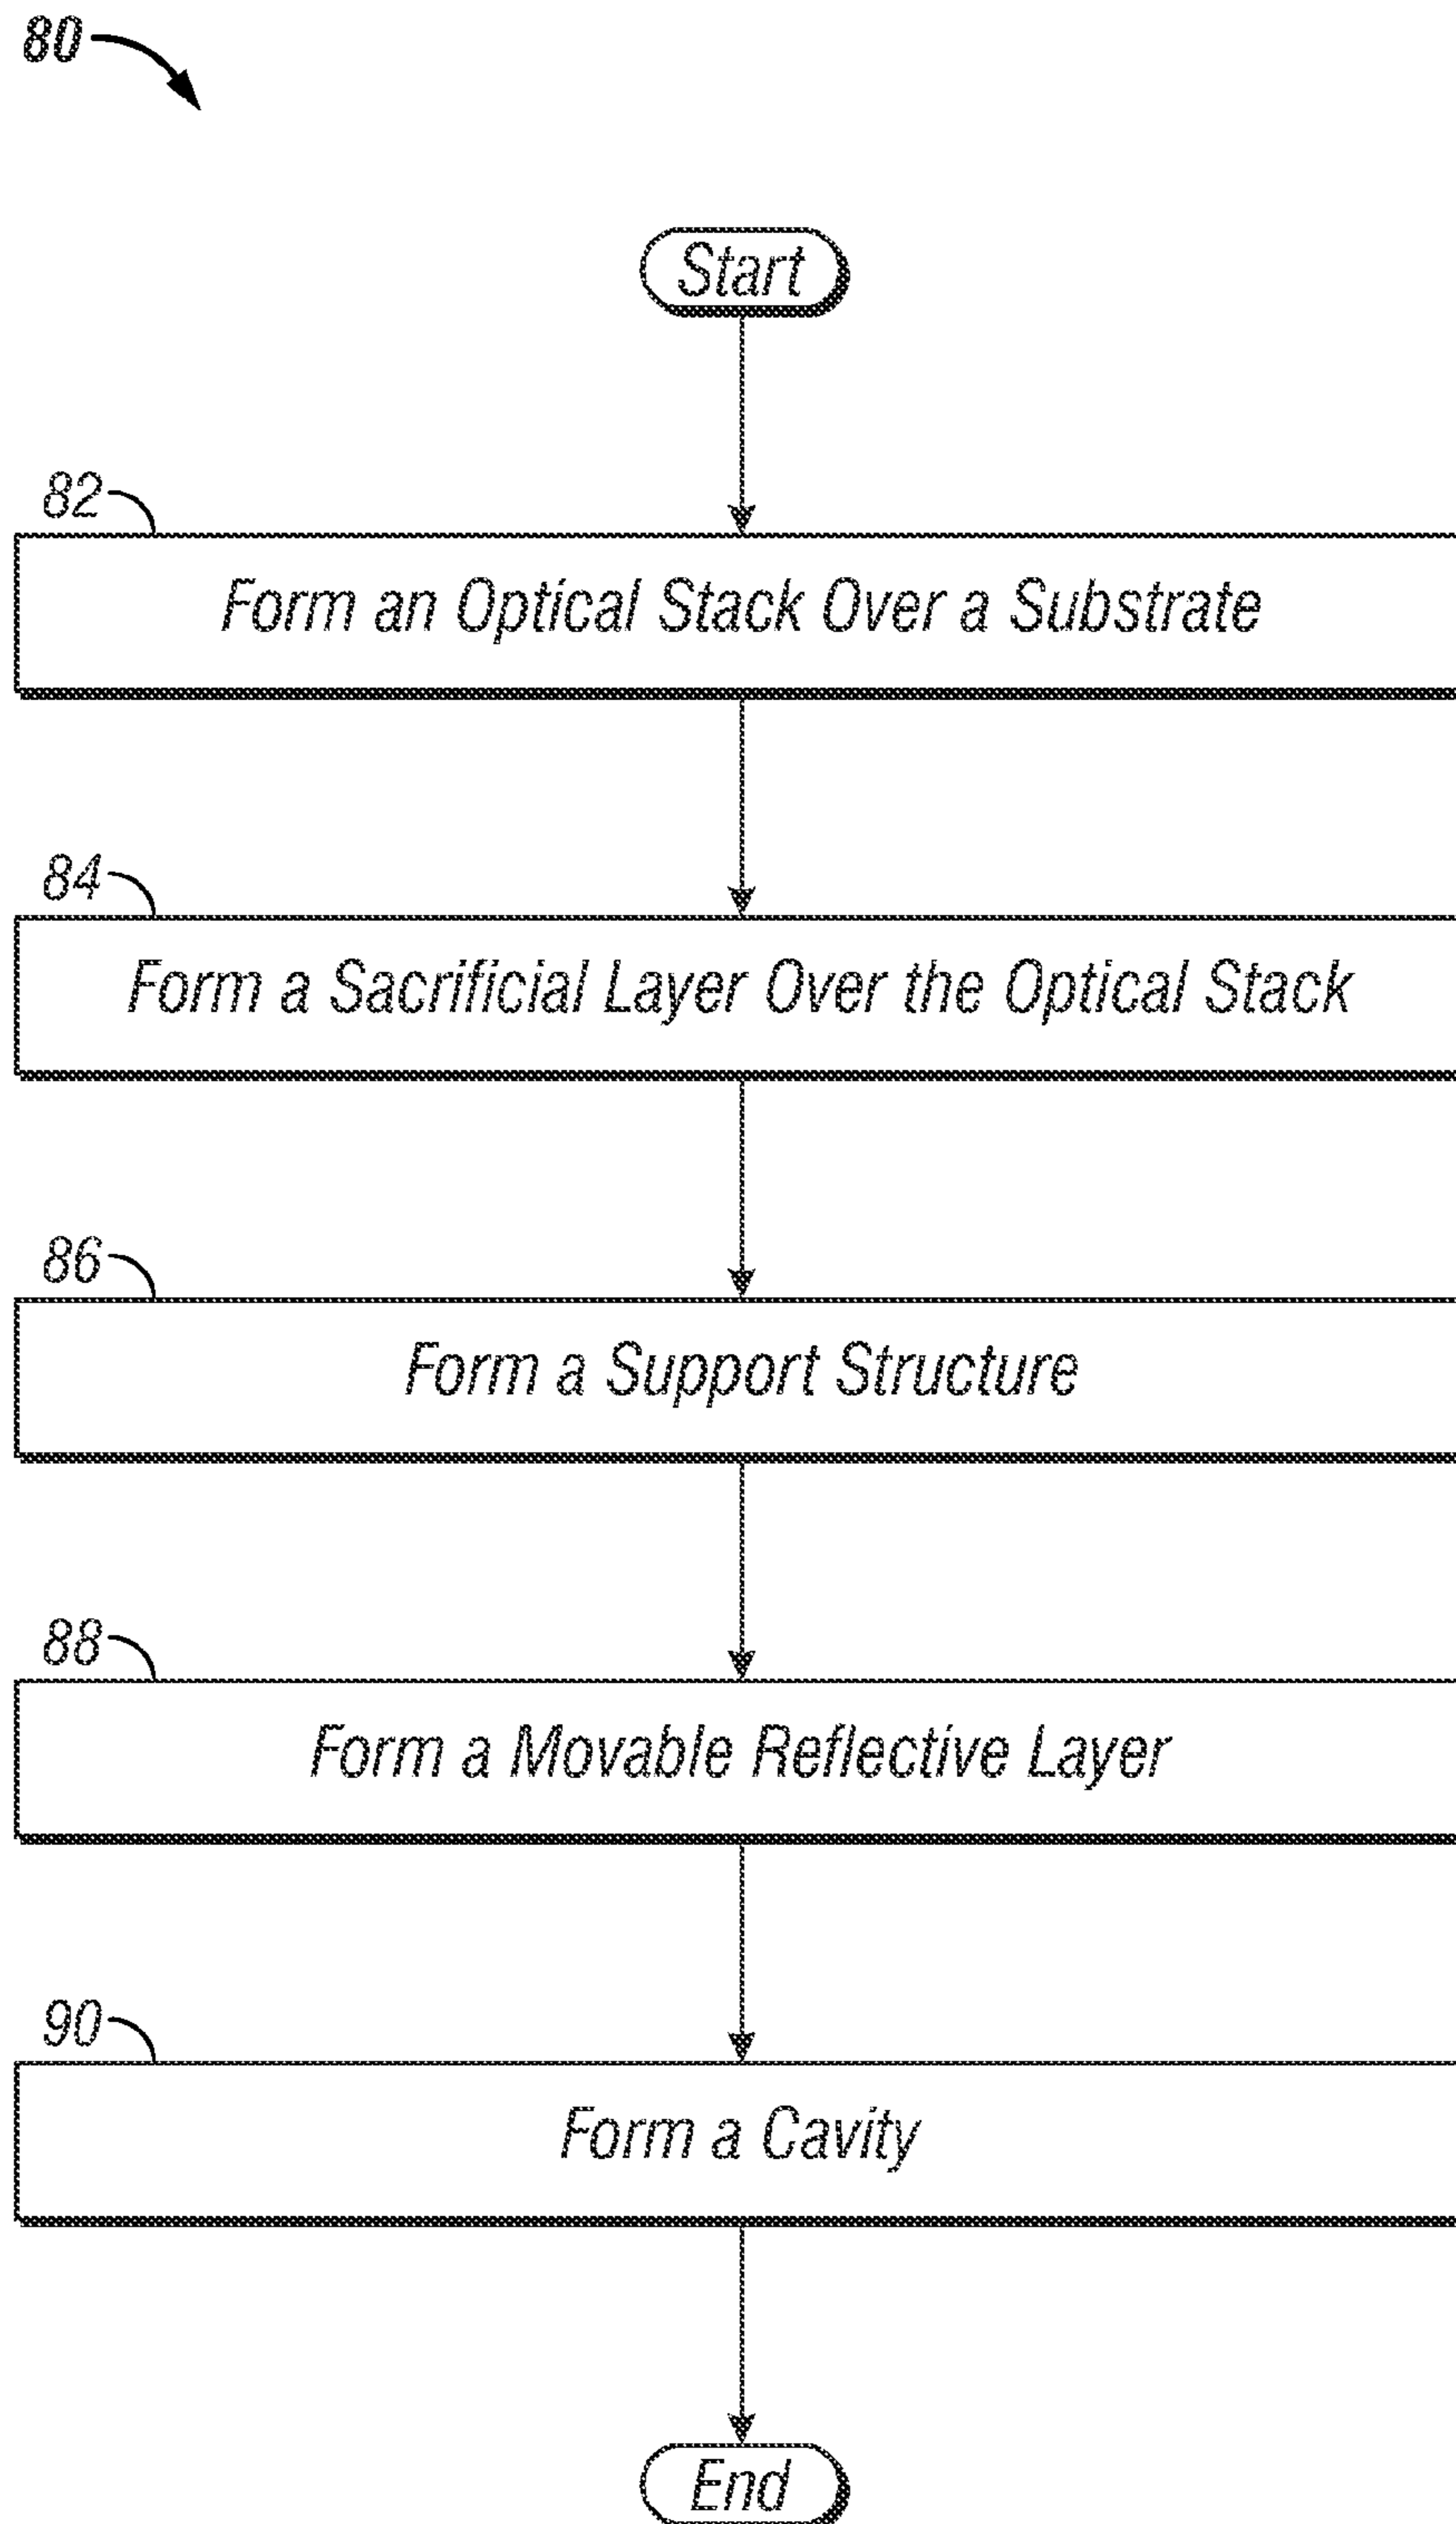 80
Start
82
Form an Optical Stack Over a Substrate
84
Form a Sacrificial Layer Over the Optical Stack
86
Form a Support Structure
88
Form a Movable Reflective Layer
90
Form a Cavity
End